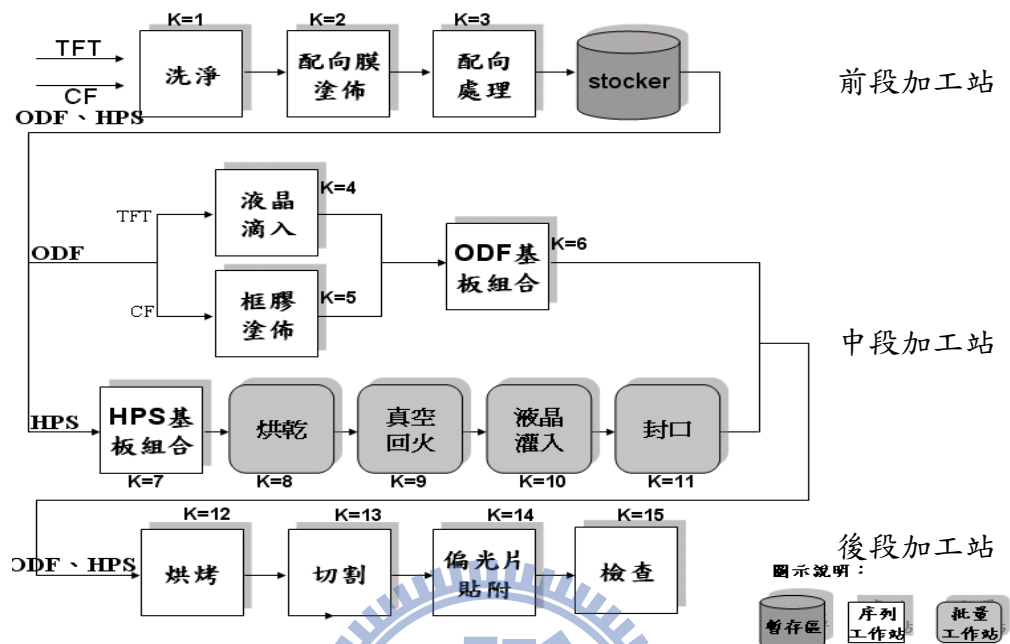 K=1
K=2
K=3
TFT
CF
洗淨
配向膜
塗佈
配向
處理
stocker
前段加工站
ODF、HPS
TFT
液晶
滴入
K=4
ODF
CF
框膠
塗佈
K=5
ODF基
板組合
K=6
中段加工站
HPS
HPS基
板組合
烘乾
真空
回火
液晶
灌入
封口
K=7
K=8
K=9
K=10
K=11
K=12
K=13
K=14
K=15
ODF、HPS
烘烤
切割
偏光片
貼附
檢查
後段加工站
圖示說明：
暫存區
序列
工作站
批量
工作站